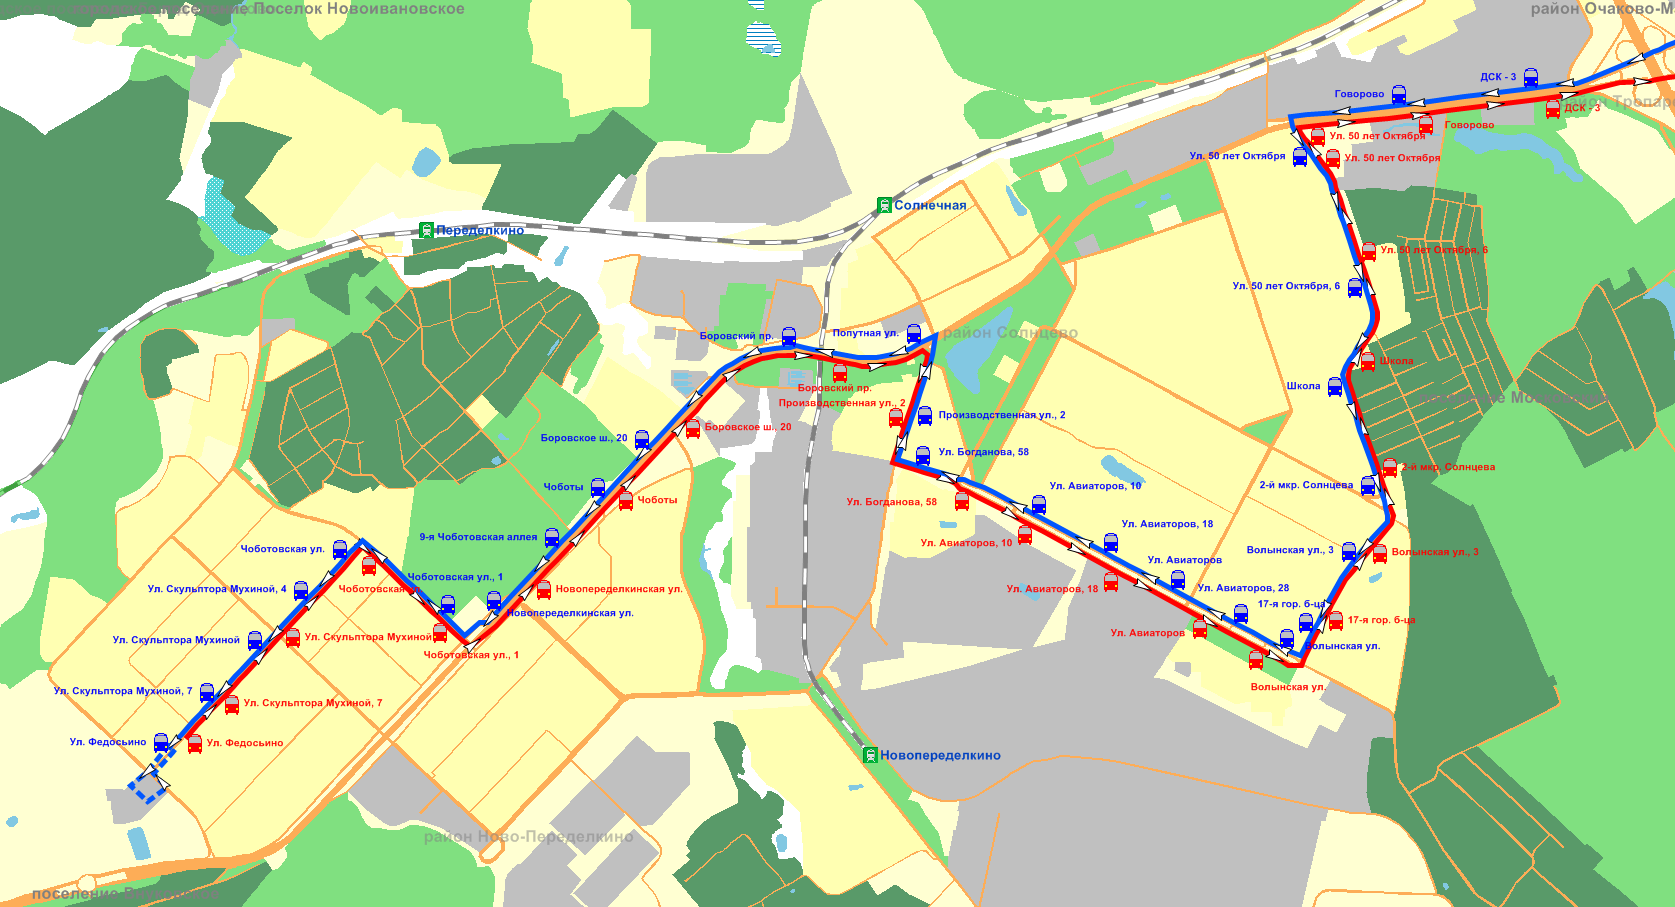 поселение Поселок Новоивановское
район Очаково-М
ДСК - 3
Говорово
ДСК - 3
район Тропар
Говорово
Ул. 50 лет Октября
Ул. 50 лет Октября
Ул. 50 лет Октября
Солнечная
Переделкино
Ул. 50 лет Октября, 6
Ул. 50 лет Октября, 6
район Солнцево
Боровский пр.
Попутная ул.
Школа
Школа
Боровский пр.
Производственная ул., 2
Производственная ул., 2
Боровское ш., 20
Боровское ш., 20
Ул. Богданова, 58
2-й мкр. Солнцева
2-й мкр. Солнцева
Чоботы
Чоботы
Ул. Авиаторов, 10
Ул. Богданова, 58
Ул. Авиаторов, 18
9-я Чоботовская аллея
Ул. Авиаторов, 10
Чоботовская ул.
Волынская ул., 3
Волынская ул., 3
Ул. Авиаторов
Чоботовская ул., 1
Ул. Скульптора Мухиной, 4
Чоботовская
Новопеределкинская ул.
Ул. Авиаторов, 18
Ул. Авиаторов, 28
17-я гор. б-ца
Новопеределкинская ул.
17-я гор. б-ца
Ул. Скульптора Мухиной
Ул. Скульптора Мухиной
Ул. Авиаторов
Волынская ул.
Чоботовская ул., 1
Волынская ул.
Ул. Скульптора Мухиной, 7
Ул. Скульптора Мухиной, 7
Ул. Федосьино
Ул. Федосьино
Новопеределкино
район Ново-Переделкино
поселение